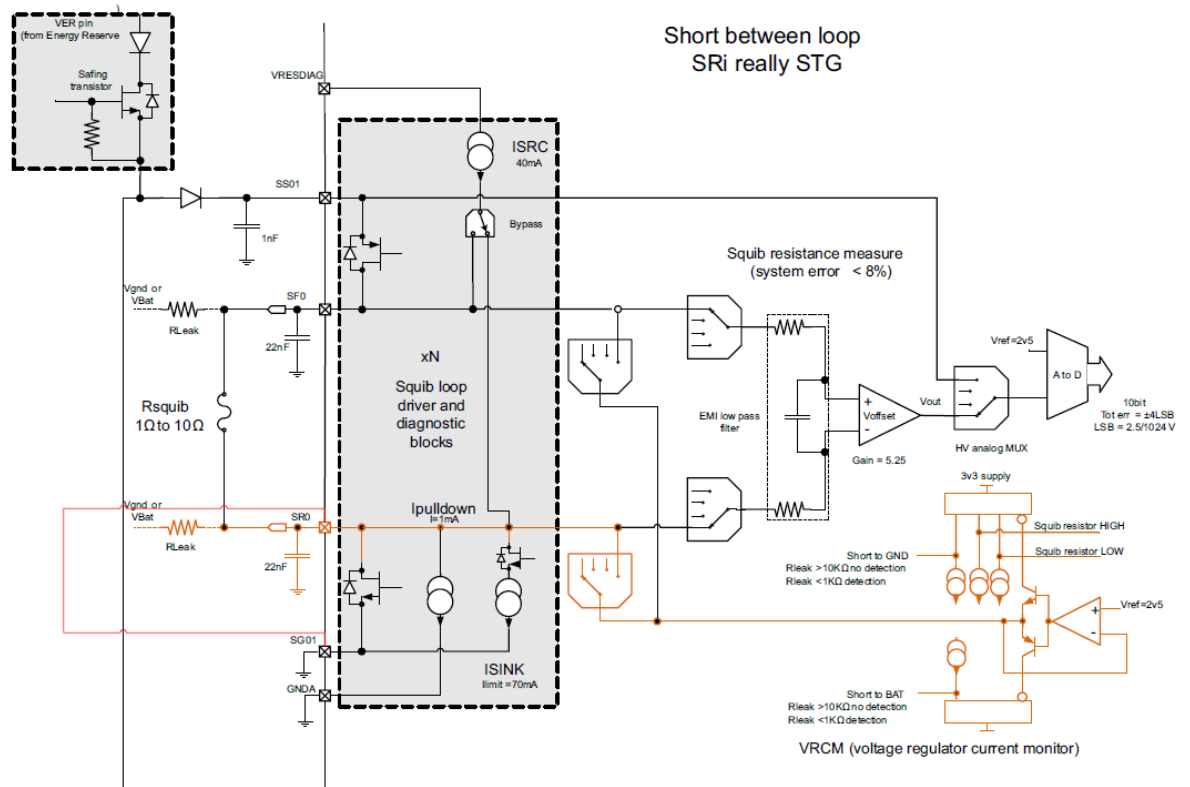 )
VER pin
(from Energy Reserve
Safing
transistor
Short between loop
SRi really STG
VRESDIAG
ISRC
40mA
SS01
Bypass
1nF
Squib resistance measure
(system error < 8%)
Vgnd or
VBat
SF0
RLeak
22nF
xN
Squib loop
driver and
diagnostic
blocks
Rsquib
1Ω to 10Ω
EMI low pass
filter
+
Voffset
-
Vout
Gain = 5.25
HV analog MUX
Vref=2v5
A to D
10bit
Tot err = ±4LSB
LSB = 2.5/1024 V
Vgnd or
VBat
SR0
RLeak
22nF
Ipulldown
I=1mA
3v3 supply
Squib resistor HIGH
Squib resistor LOW
Short to GND
Rleak >10KΩ no detection
Rleak <1KΩ detection
+
-
Vref=2v5
SG01
GNDA
ISINK
Ilimit =70mA
Short to BAT
Rleak >10KΩ no detection
Rleak <1KΩ detection
VRCM (voltage regulator current monitor)